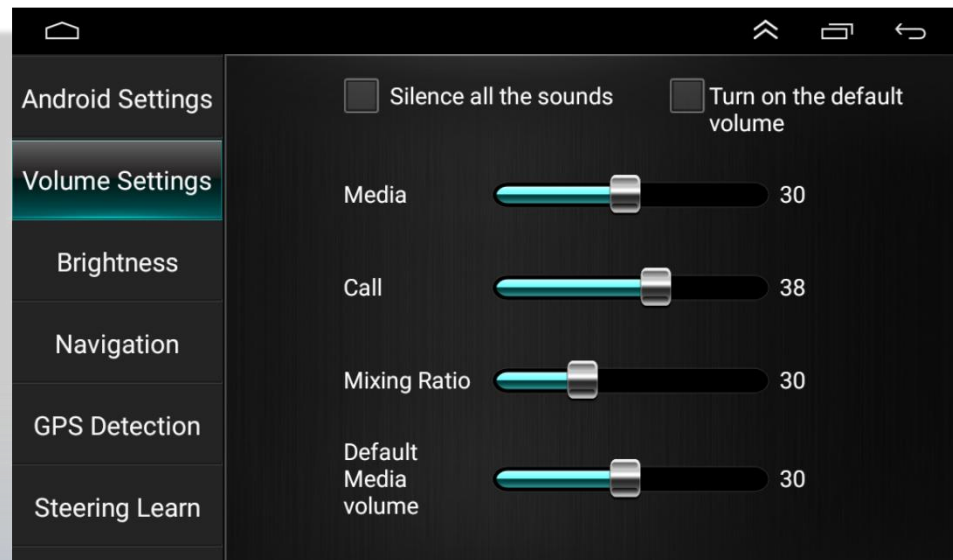 Android Settings
Volume Settings
Brightness
Navigation
GPS Detection
Steering Learn
Silence all the sounds
Turn on the default
volume
Media
30
Call
38
Mixing Ratio
30
Default
Media
volume
30